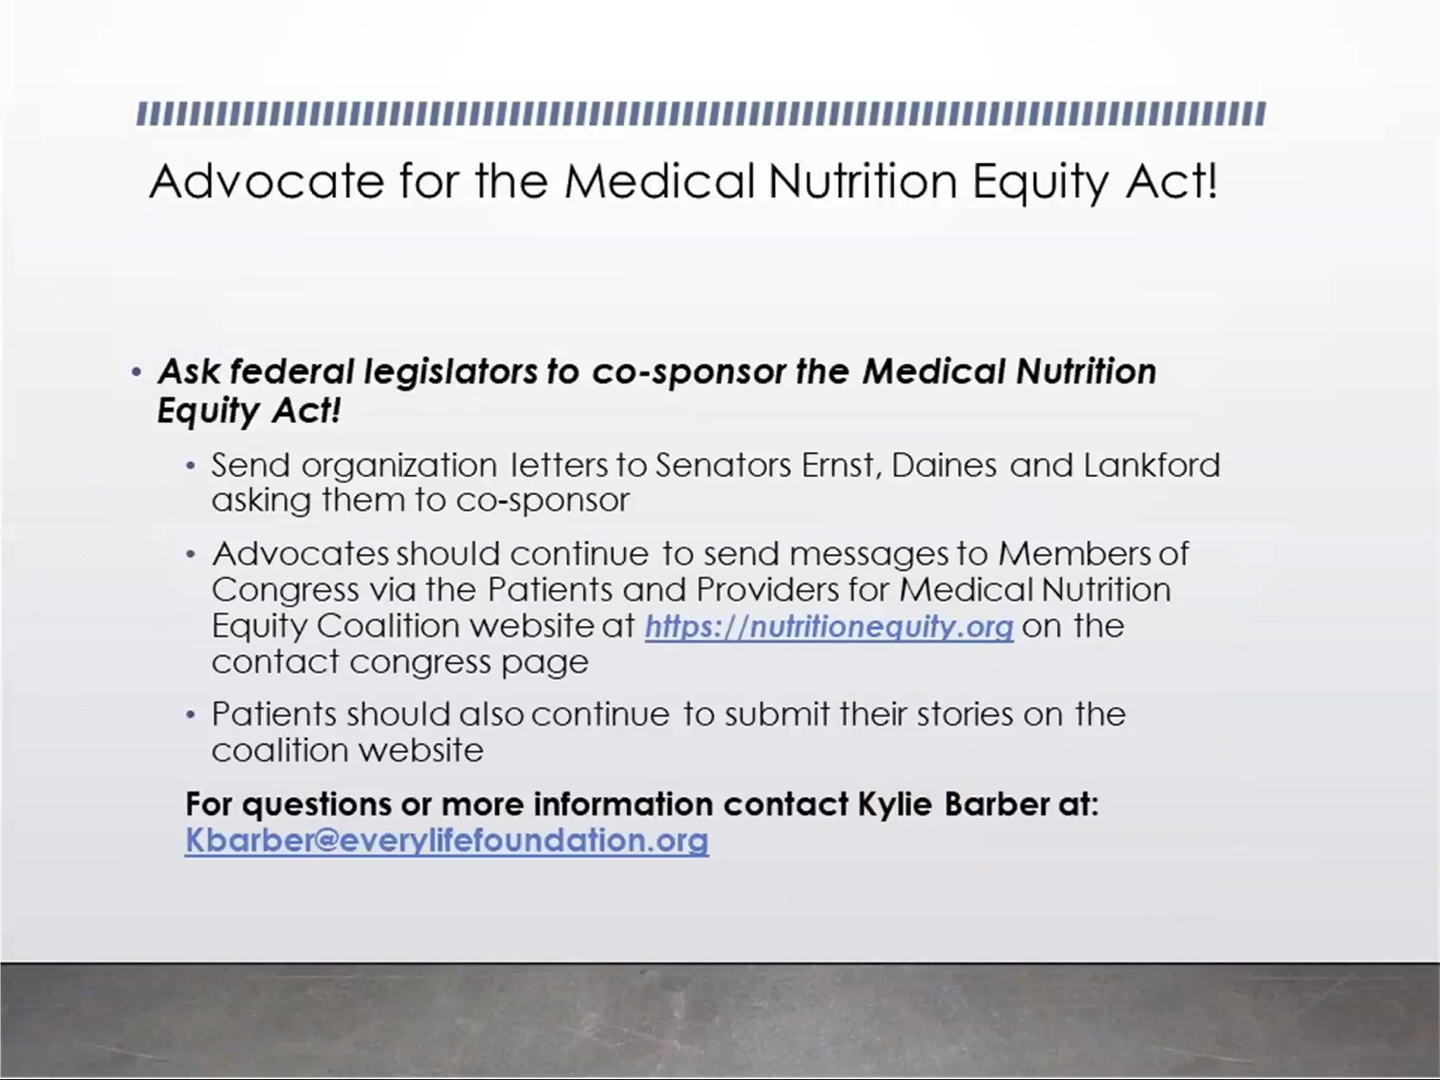 Advocate for the Medical Nutrition Equity Act!
• Ask federal legislators to co-sponsor the Medical Nutrition
Equity Act!
• Send organization letters to Senators Ernst, Daines and Lankford
asking them to co-sponsor
• Advocates should continue to send messages to Members of
Congress via the Patients and Providers for Medical Nutrition
Equity Coalition website at https://nutritionequity.org on the
contact congress page
• Patients should also continue to submit their stories on the
coalition website
For questions or more information contact Kylie Barber at:
Kbarber@everylifefoundation.org